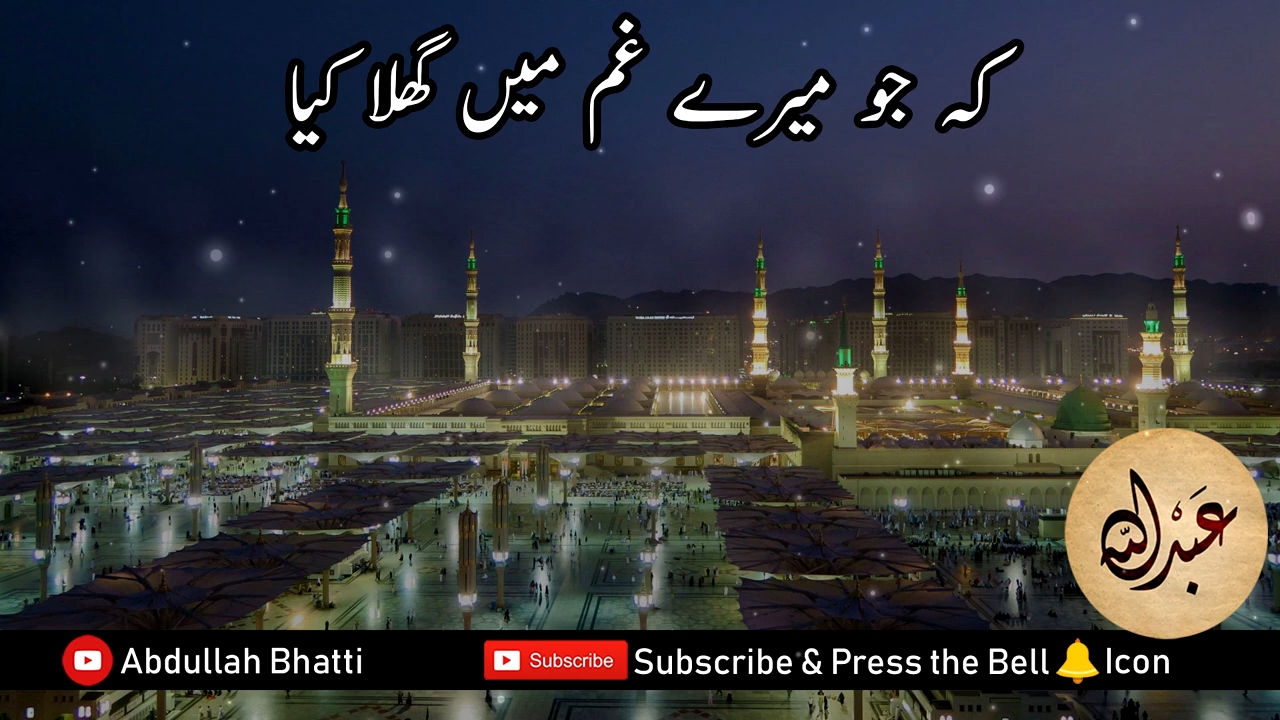 کہ جو میرے غم میں گھلا کیا
عبداللہ
Abdullah Bhatti
Subscribe
Subscribe & Press the Bell Icon